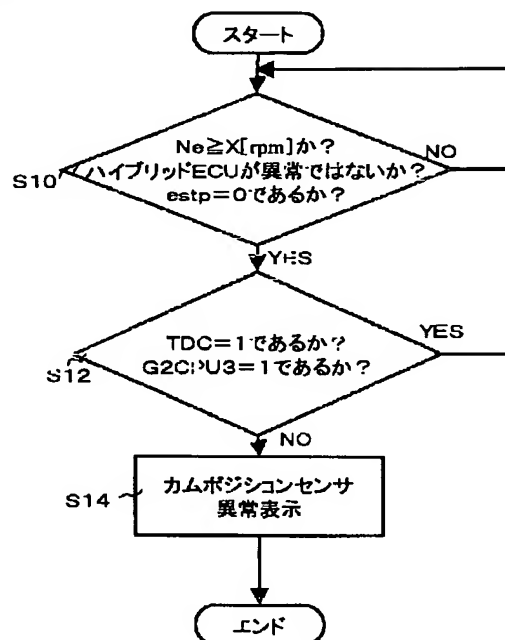 スタート
Ne≧X[rpm]か？
ハイブリッドECUが異常ではないか？
estp＝0であるか？
NO
S10
YES
TDC＝1であるか？
＝1であるか？
YES
S12
NO
カムポジションセンサ
異常表示
S14
エンド